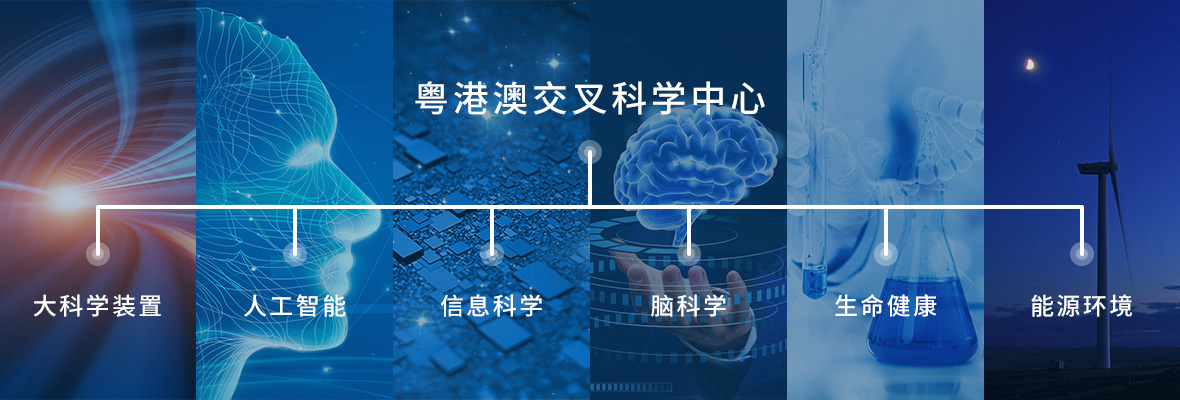 粤港澳交叉科学中心
大科学装置
人工智能
信息科学
脑科学
生命健康
能源环境